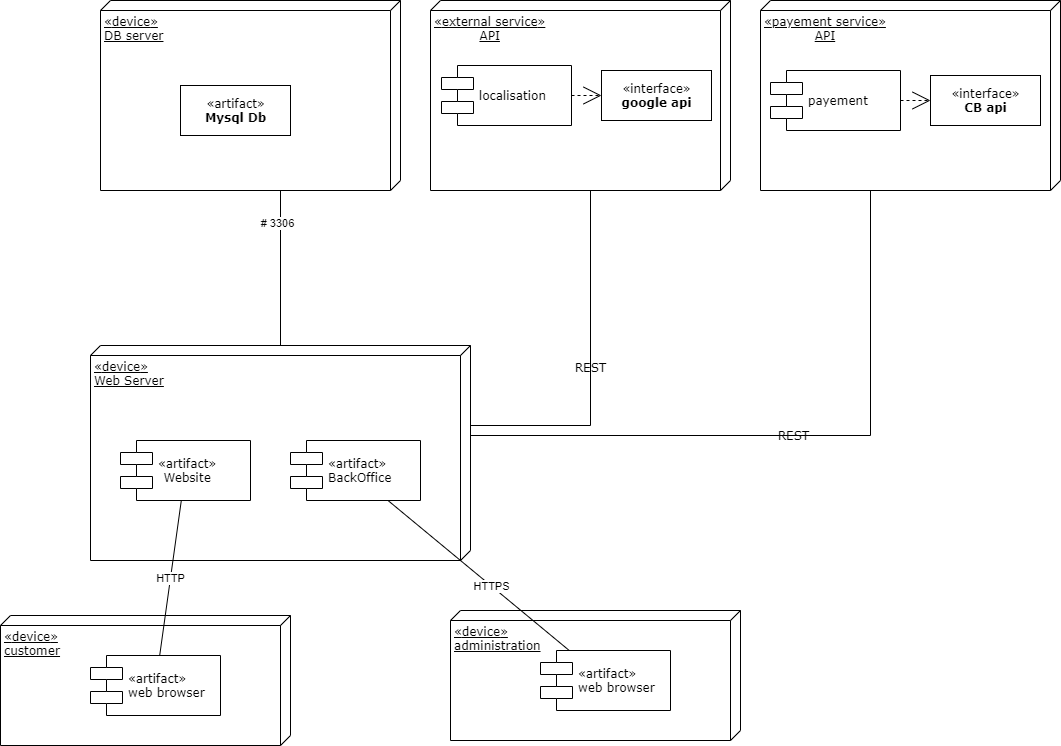 «device»
DB server
«artifact»
Mysql Db
«external service»
API
localisation
«interface»
google api
«payement service»
API
payement
«interface»
CB api
# 3306
REST
REST
«device»
Web Server
«artifact»
Website
«artifact»
BackOffice
HTTP
HTTPS
«device»
customer
«artifact»
web browser
«device»
administration
«artifact»
web browser